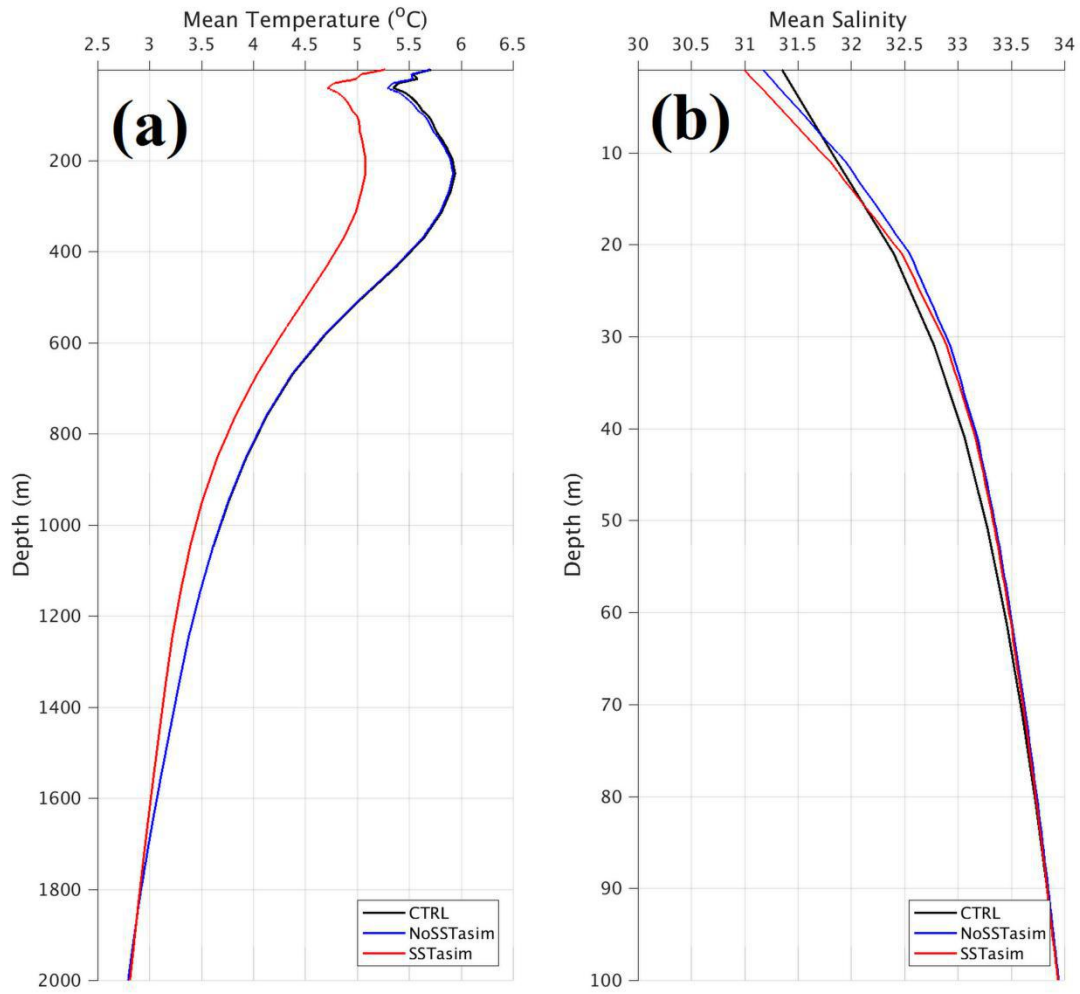 Mean Temperature (°C)
2.5 3 3.5 4 4.5 5 5.5 6 6.5
(a)
200
400
600
800
1000
1200
1400
1600
1800
2000
Depth (m)
CTRL
NoSSTasim
SSTasim
Mean Salinity
30 30.5 31 31.5 32 32.5 33 33.5 34
(b)
10
20
30
40
50
60
70
80
90
100
Depth (m)
CTRL
NoSSTasim
SSTasim